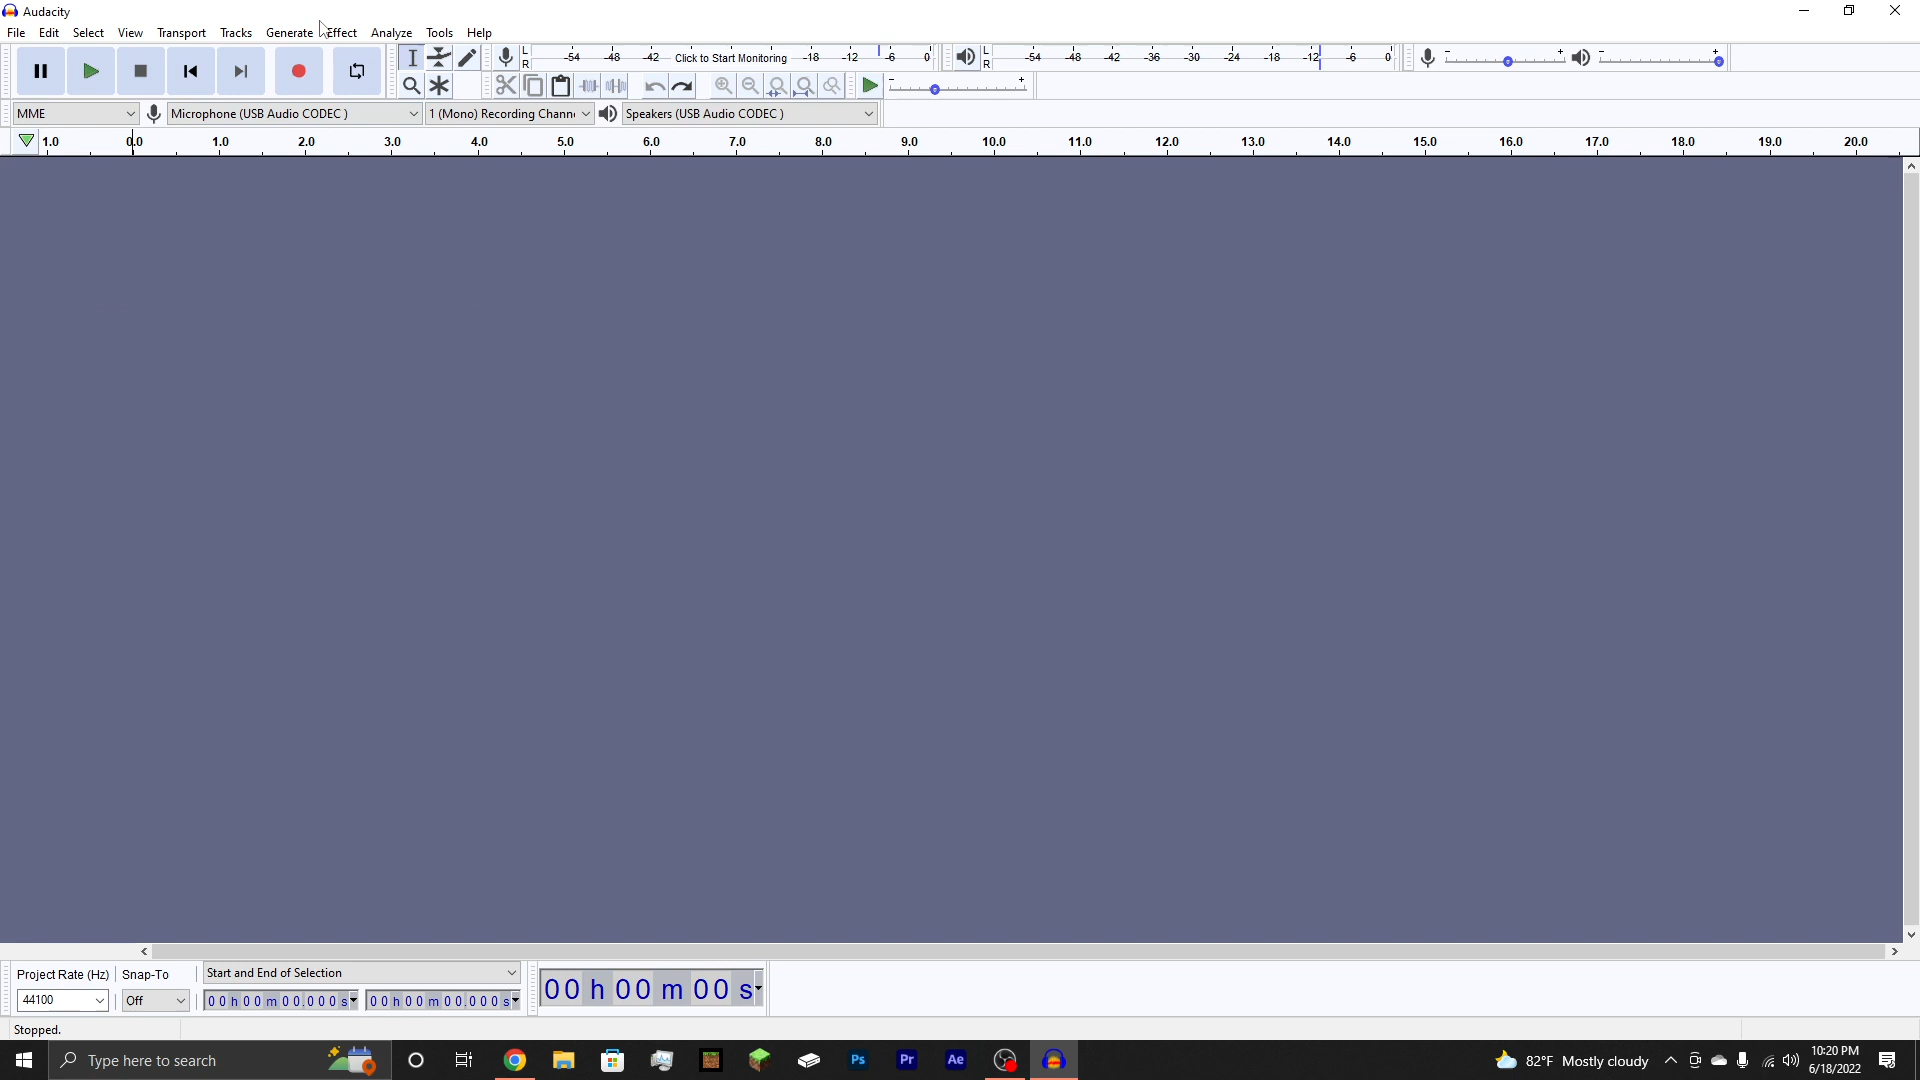 Audacity
File Edit Select View Transport Tracks Generate Effect Analyze Tools Help
L R -54 -48 -42 Click to Start Monitoring -18 -12 -6 0 L R -54 -48 -42 -36 -30 -24 -18 -12 -6 0 - + - +
- +
MME Microphone (USB Audio CODEC ) 1 (Mono) Recording Chann Speakers (USB Audio CODEC )
1.0 0.0 1.0 2.0 3.0 4.0 5.0 6.0 7.0 8.0 9.0 10.0 11.0 12.0 13.0 14.0 15.0 16.0 17.0 18.0 19.0 20.0
Project Rate (Hz) Snap-To Start and End of Selection
44100 Off 00 h 00 m 00.000 s 00 h 00 m 00.000 s 00 h 00 m 00 s
Stopped.
Type here to search Ps Pr Ae 82°F Mostly cloudy 10:20 PM
6/18/2022